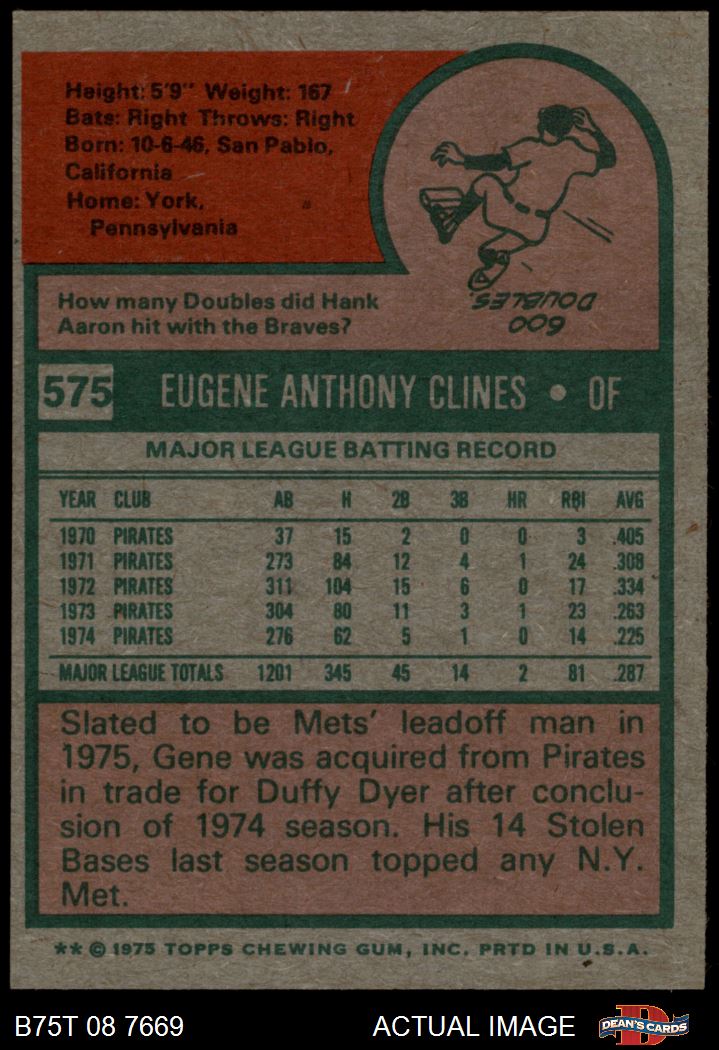 Height: 5'9" Weight: 167
Bats: Right Throws: Right
Born: 10-6-46, San Pablo,
California
Home: York,
Pennsylvania
How many Doubles did Hank
Aaron hit with the Braves?
600
DOUBLES.
575 EUGENE ANTHONY CLINES • OF
MAJOR LEAGUE BATTING RECORD
YEAR CLUB AB H 2B 3B HR RBI AVG
1970 PIRATES 37 15 2 0 0 3 .405
1971 PIRATES 273 84 12 4 1 24 .308
1972 PIRATES 311 104 15 6 0 17 .334
1973 PIRATES 304 80 11 3 1 23 .263
1974 PIRATES 276 62 5 1 0 14 .225
MAJOR LEAGUE TOTALS 1201 345 45 14 2 81 .287
Slated to be Mets' leadoff man in
1975, Gene was acquired from Pirates
in trade for Duffy Dyer after conclu-
sion of 1974 season. His 14 Stolen
Bases last season topped any N.Y.
Met.
** © 1975 TOPPS CHEWING GUM, INC. PRTD IN U.S.A.
B75T 08 7669 ACTUAL IMAGE DEAN'S CARDS